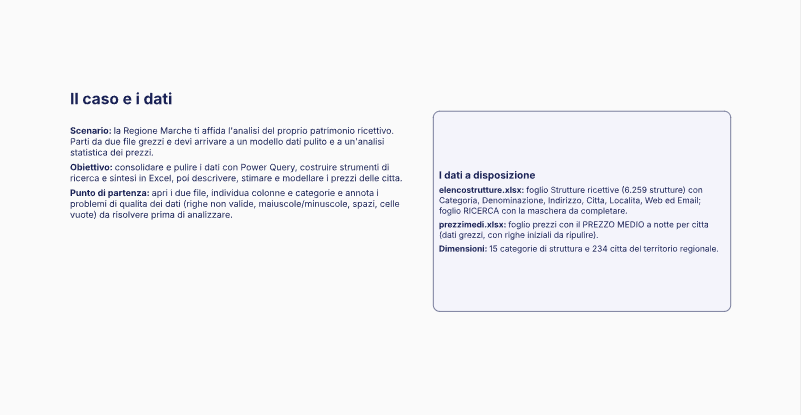 Il caso e i dati
Scenario: la Regione Marche ti affida l'analisi del proprio patrimonio ricettivo.
Parti da due file grezzi e devi arrivare a un modello dati pulito e a un'analisi
statistica dei prezzi.
Obiettivo: consolidare e pulire i dati con Power Query, costruire strumenti di
ricerca e sintesi in Excel, poi descrivere, stimare e modellare i prezzi delle citta.
Punto di partenza: apri i due file, individua colonne e categorie e annota i
problemi di qualita dei dati (righe non valide, maiuscole/minuscole, spazi, celle
vuote) da risolvere prima di analizzare.
I dati a disposizione
elencostrutture.xlsx: foglio Strutture ricettive (6.259 strutture) con
Categoria, Denominazione, Indirizzo, Citta, Localita, Web ed Email;
foglio RICERCA con la maschera da completare.
prezzimedi.xlsx: foglio prezzi con il PREZZO MEDIO a notte per citta
(dati grezzi, con righe iniziali da ripulire).
Dimensioni: 15 categorie di struttura e 234 citta del territorio regionale.